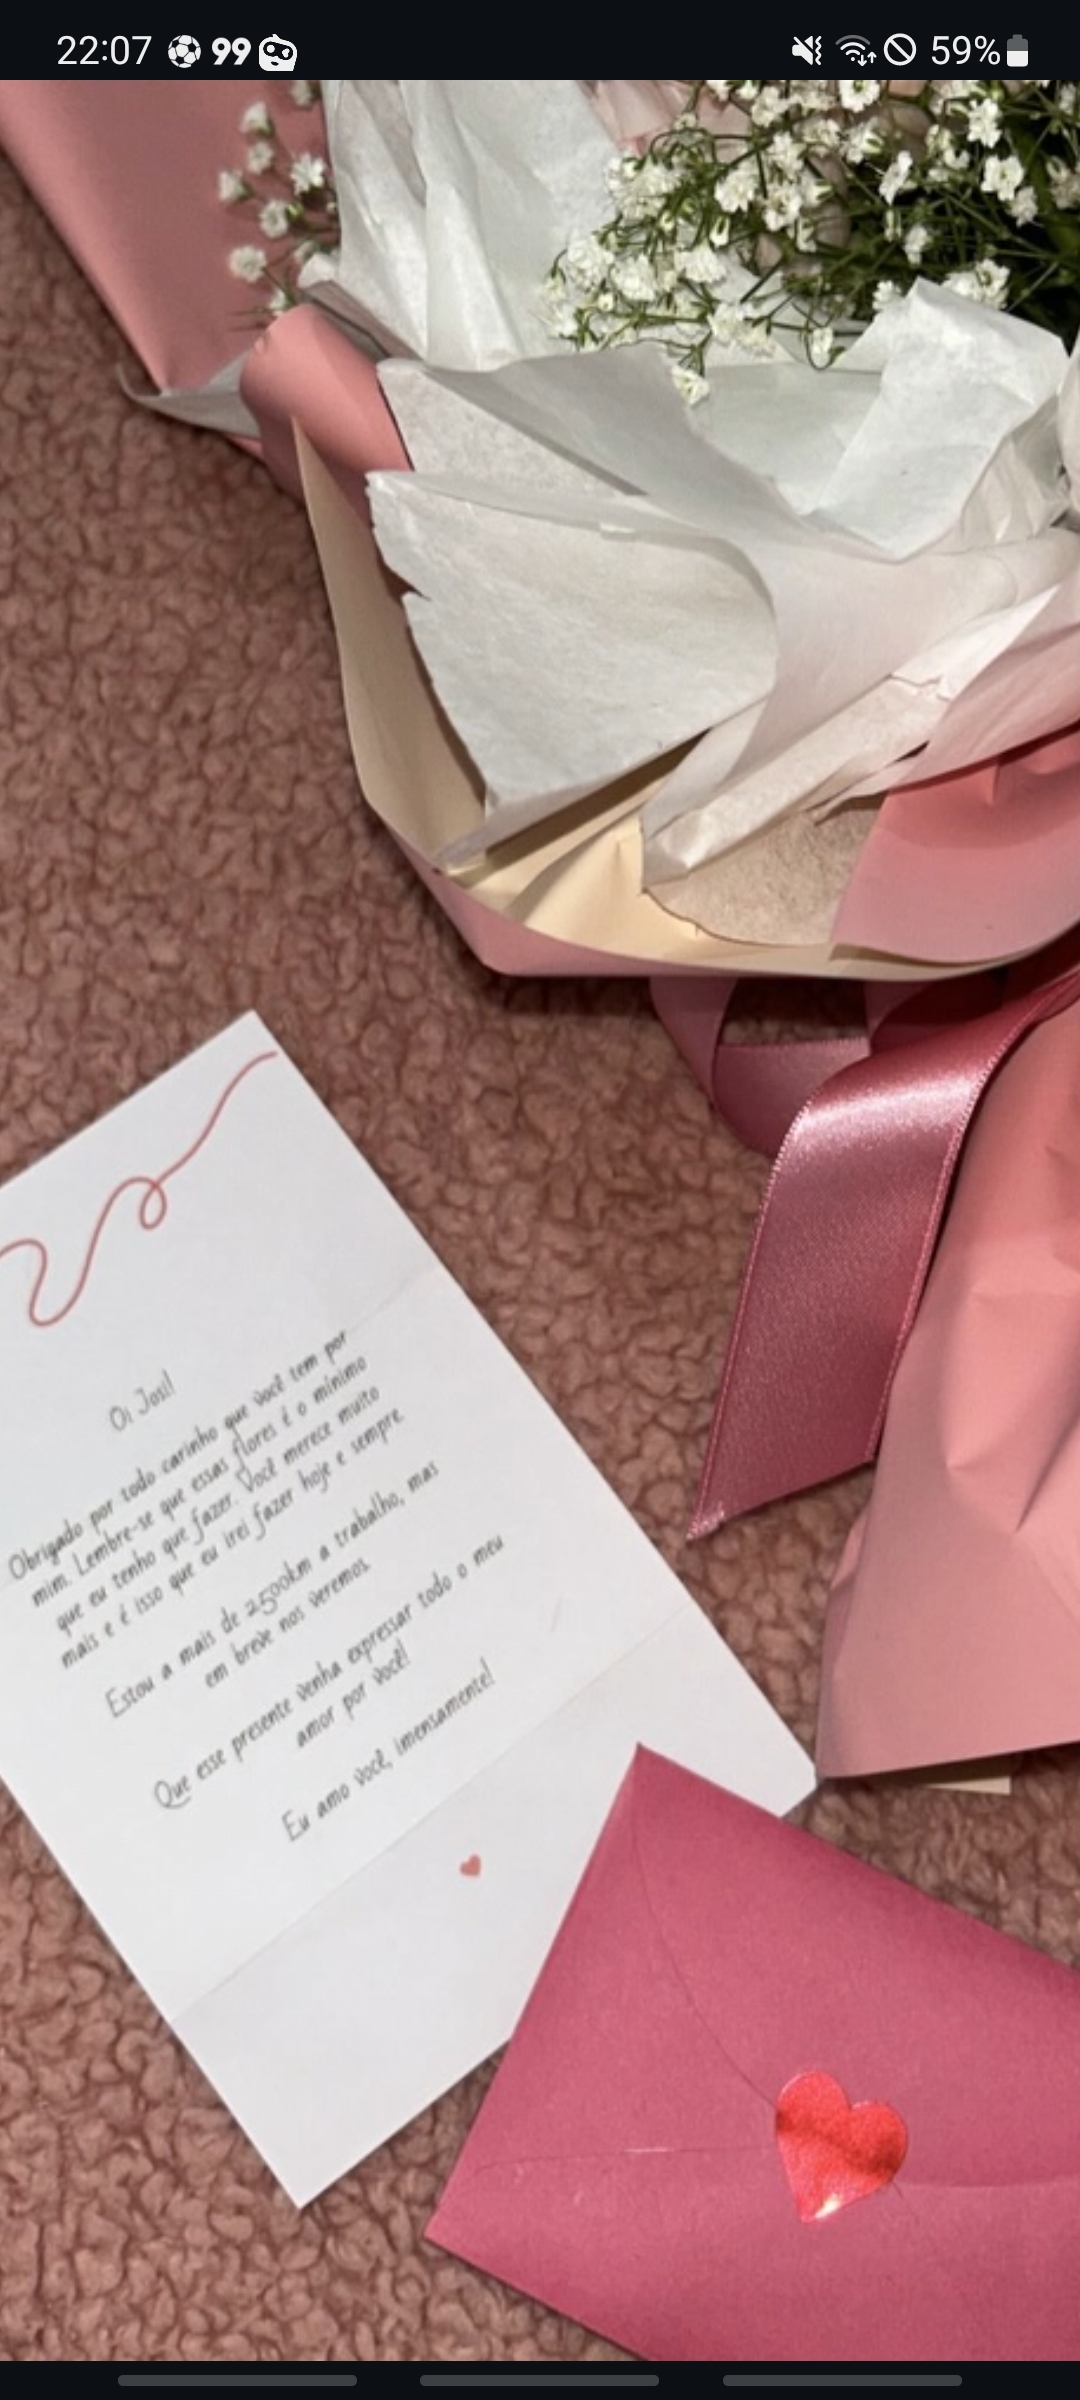 22:07
99
59%
Oi Josi!
Obrigado por todo carinho que você tem por
mim. Lembre-se que essas flores é o mínimo
que eu tenho que fazer. Você merece muito
mais e é isso que eu irei fazer hoje e sempre
Estou a mais de 2500km a trabalho, mas
em breve nos veremos.
Que esse presente venha expressar todo o meu
amor por você!
Eu amo você, imensamente!